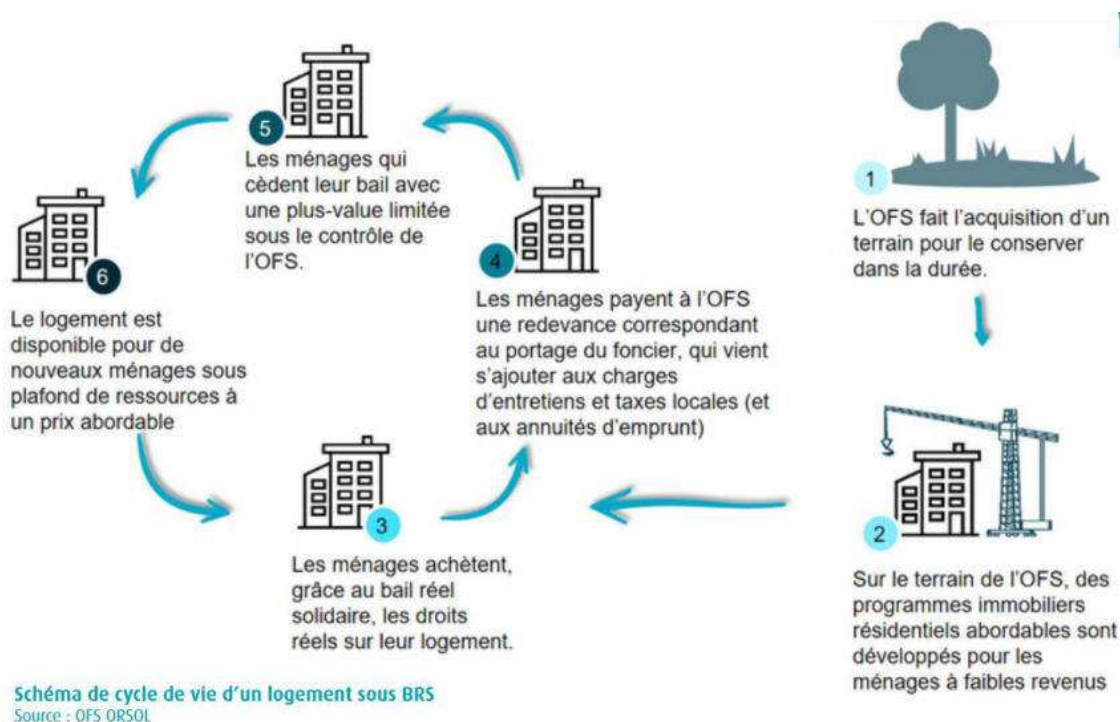 1
L'OFS fait l'acquisition d'un
terrain pour le conserver
dans la durée.
2
Sur le terrain de l'OFS, des
programmes immobiliers
résidentiels abordables sont
développés pour les
ménages à faibles revenus
3
Les ménages achètent,
grâce au bail réel
solidaire, les droits
réels sur leur logement.
4
Les ménages payent à l'OFS
une redevance correspondant
au portage du foncier, qui vient
s'ajouter aux charges
d'entretiens et taxes locales (et
aux annuités d'emprunt)
5
Les ménages qui
cèdent leur bail avec
une plus-value limitée
sous le contrôle de
l'OFS.
6
Le logement est
disponible pour de
nouveaux ménages sous
plafond de ressources à
un prix abordable
Schéma de cycle de vie d'un logement sous BRS
Source : OFS ORSOL